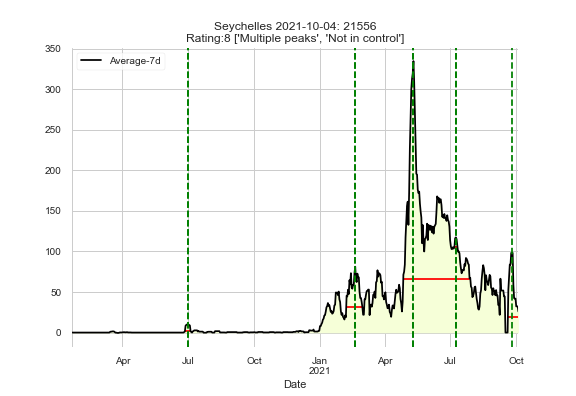 Seychelles 2021-10-04: 21556
Rating:8 ['Multiple peaks', 'Not in control']
350
Average-7d
300
250
200
150
100
50
0
Apr Jul Oct Jan Apr Jul Oct
2021
Date